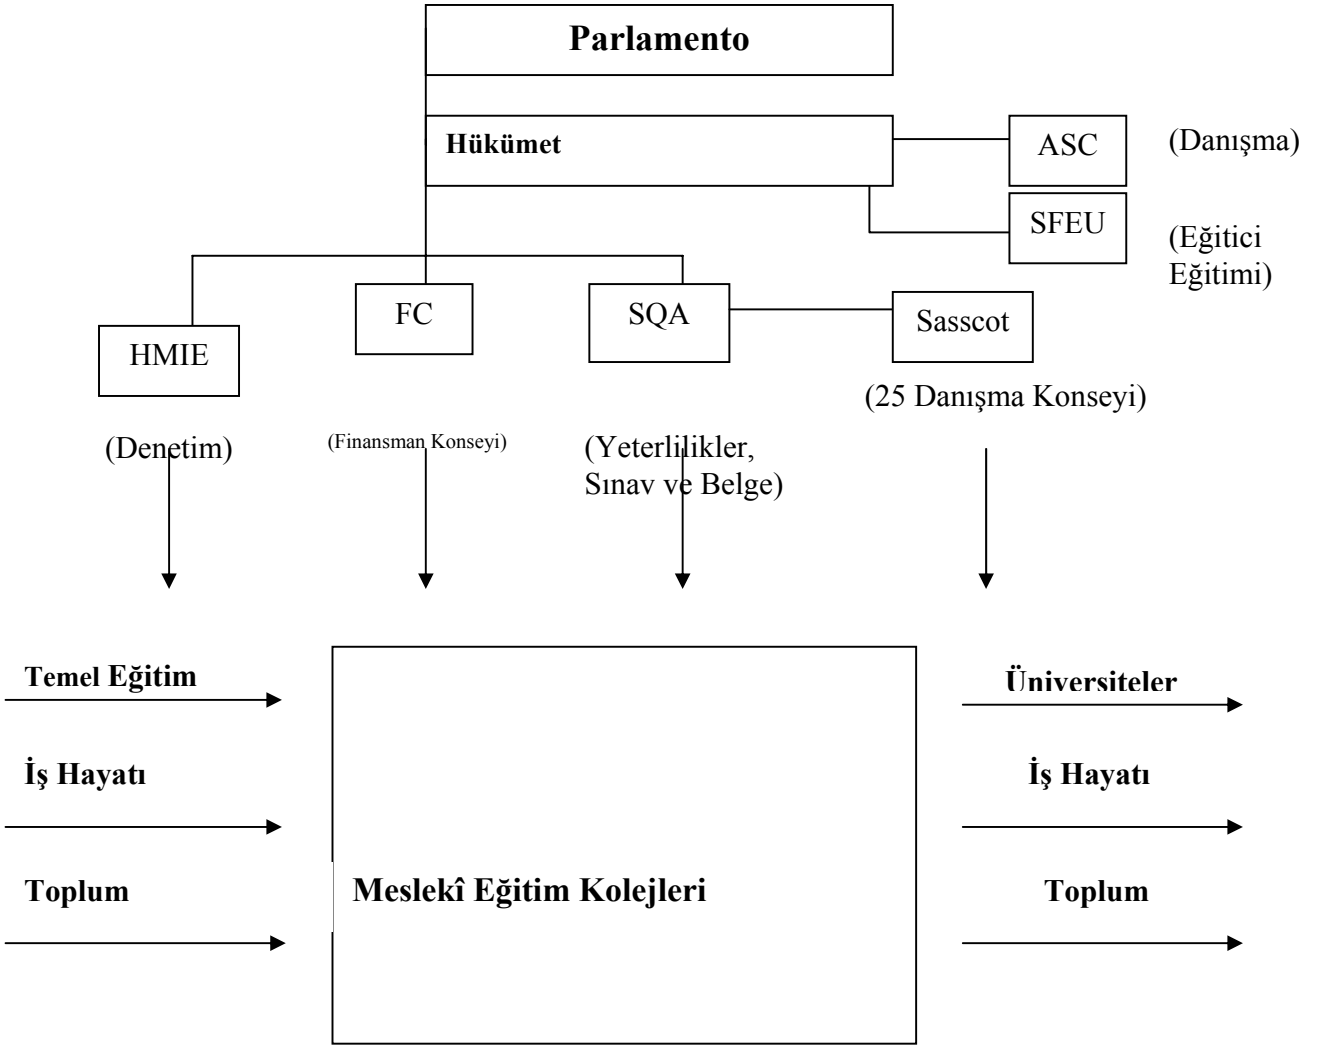 Parlamento
Hükümet
ASC
(Danışma)
SFEU
(Eğitici
Eğitimi)
FC
SQA
Sasscot
HMIE
(25 Danışma Konseyi)
(Denetim)
(Finansman Konseyi)
(Yeterlilikler,
Sınav ve Belge)
Temel Eğitim
Üniversiteler
İş Hayatı
İş Hayatı
Toplum
Meslekî Eğitim Kolejleri
Toplum